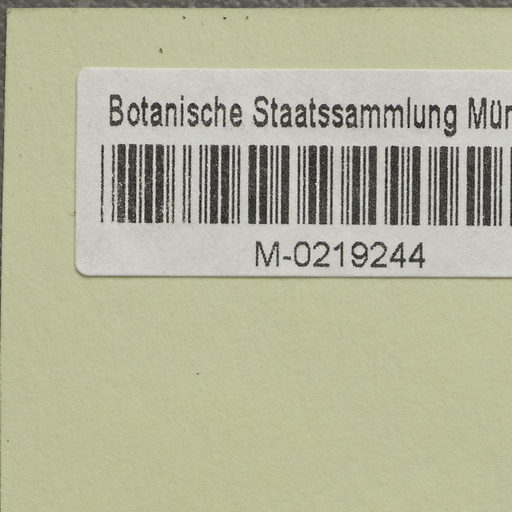 Botanische Staatssammlung Mün
M-0219244